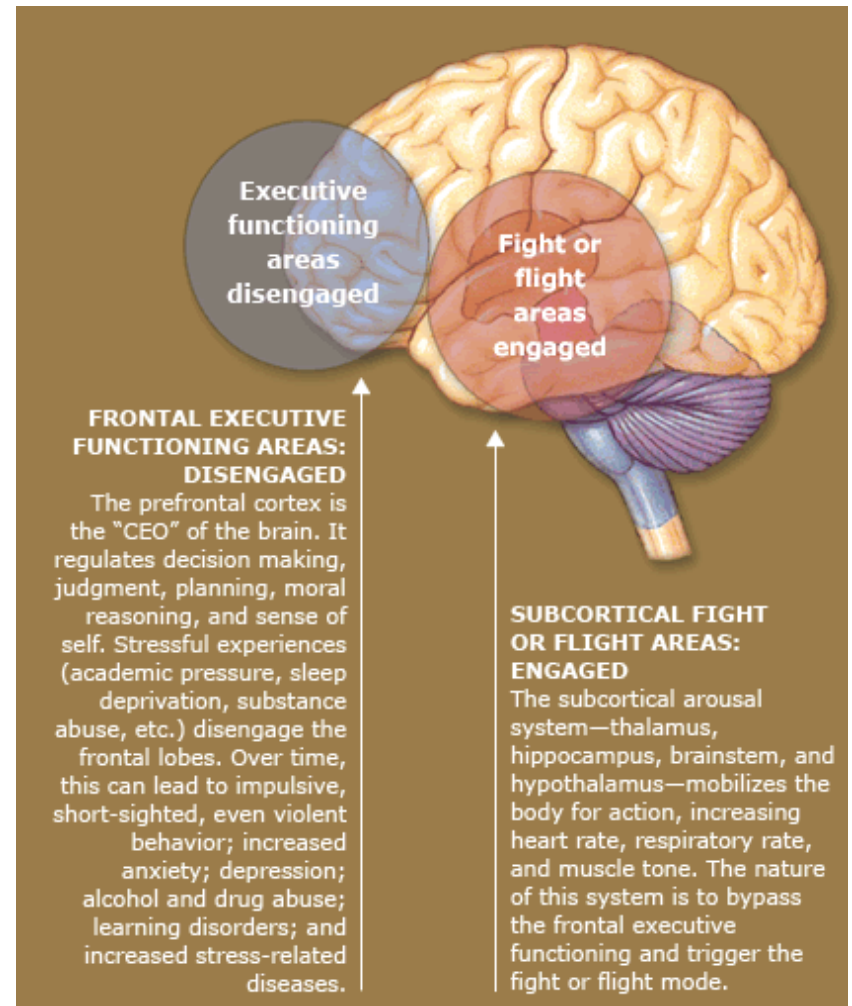 Executive
functioning
areas
disengaged
Fight or
flight
areas
engaged
FRONTAL EXECUTIVE
FUNCTIONING AREAS:
DISENGAGED
The prefrontal cortex is
the “CEO” of the brain. It
regulates decision making,
judgment, planning, moral
reasoning, and sense of
self. Stressful experiences
(academic pressure, sleep
deprivation, substance
abuse, etc.) disengage the
frontal lobes. Over time,
this can lead to impulsive,
short-sighted, even violent
behavior; increased
anxiety; depression;
alcohol and drug abuse;
learning disorders; and
increased stress-related
diseases.
SUBCORTICAL FIGHT
OR FLIGHT AREAS:
ENGAGED
The subcortical arousal
system—thalamus,
hippocampus, brainstem, and
hypothalamus—mobilizes the
body for action, increasing
heart rate, respiratory rate,
and muscle tone. The nature
of this system is to bypass
the frontal executive
functioning and trigger the
fight or flight mode.